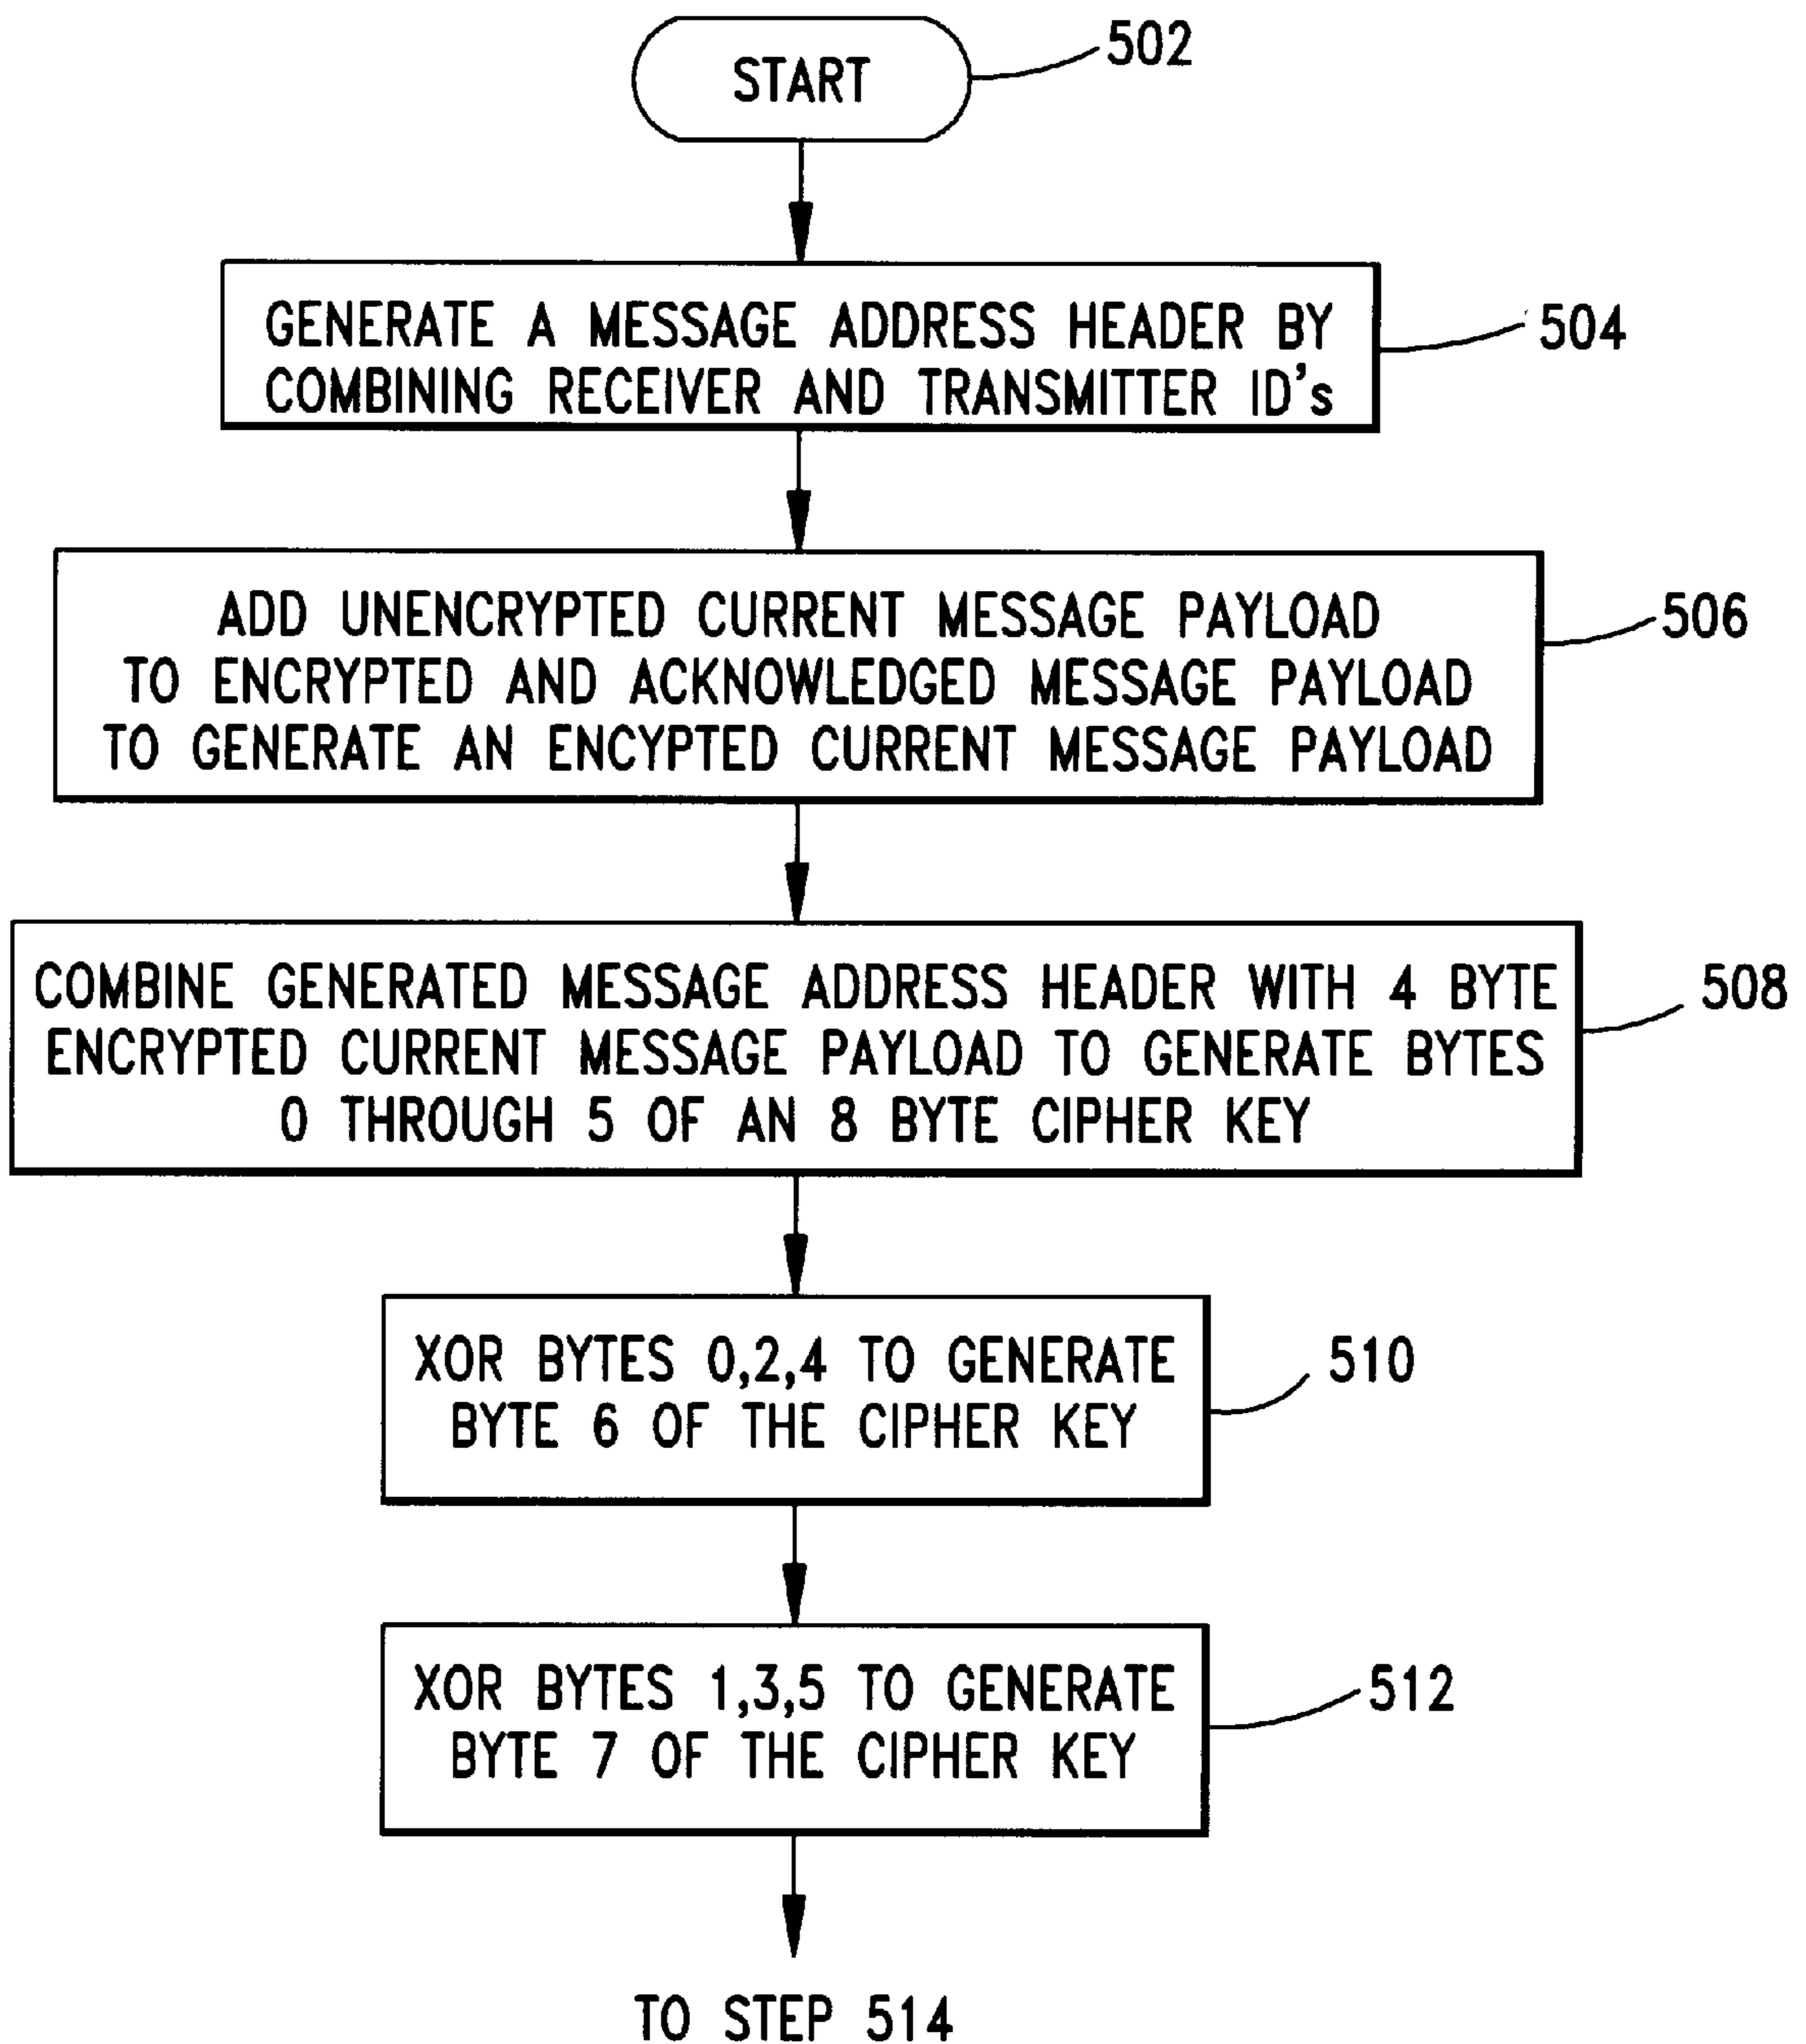 START
502
GENERATE A MESSAGE ADDRESS HEADER BY
COMBINING RECEIVER AND TRANSMITTER ID's
504
ADD UNENCRYPTED CURRENT MESSAGE PAYLOAD
TO ENCRYPTED AND ACKNOWLEDGED MESSAGE PAYLOAD
TO GENERATE AN ENCYPTED CURRENT MESSAGE PAYLOAD
506
COMBINE GENERATED MESSAGE ADDRESS HEADER WITH 4 BYTE
ENCRYPTED CURRENT MESSAGE PAYLOAD TO GENERATE BYTES
0 THROUGH 5 OF AN 8 BYTE CIPHER KEY
508
XOR BYTES 0,2,4 TO GENERATE
BYTE 6 OF THE CIPHER KEY
510
XOR BYTES 1,3,5 TO GENERATE
BYTE 7 OF THE CIPHER KEY
512
TO STEP 514